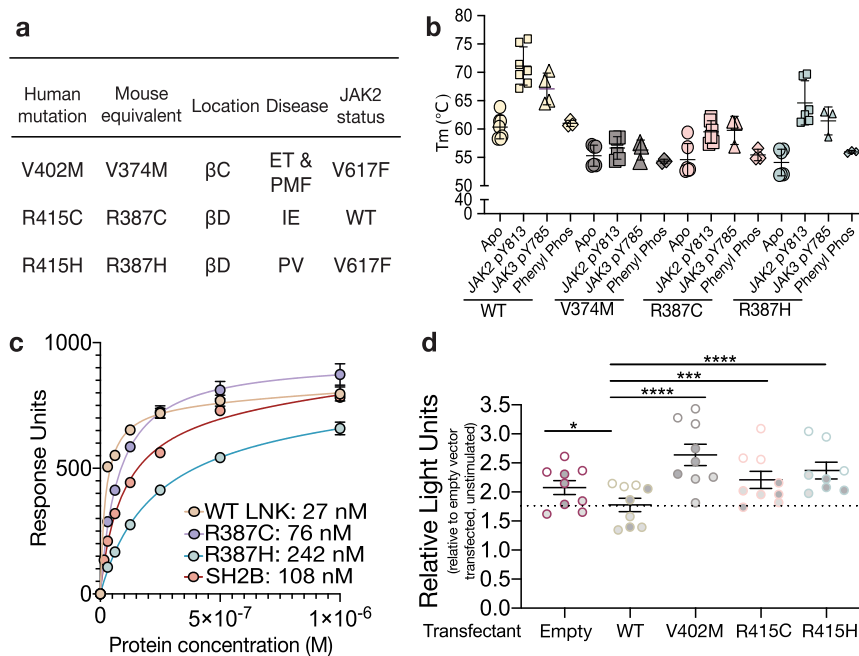 a
Human mutation
Mouse equivalent
Location
Disease
JAK2 status
V402M V374M βC ET & PMF V617F
R415C R387C βD IE WT
R415H R387H βD PV V617F
b
Tm (°C)
80
75
70
65
60
55
50
40
0
Apo
JAK2 pY813
JAK3 pY785
Phenyl Phos
Apo
JAK2 pY813
JAK3 pY785
Phenyl Phos
Apo
JAK2 pY813
JAK3 pY785
Phenyl Phos
Apo
JAK2 pY813
JAK3 pY785
Phenyl Phos
WT V374M R387C R387H
c
Response Units
1000
500
0
WT LNK: 27 nM
R387C: 76 nM
R387H: 242 nM
SH2B: 108 nM
0 5×10⁻⁷ 1×10⁻⁶
Protein concentration (M)
d
Relative Light Units
(relative to empty vector
transfected, unstimulated)
3.5
3.0
2.5
2.0
1.5
1.0
0.5
0.0
****
***
****
*
Transfectant Empty WT V402M R415C R415H